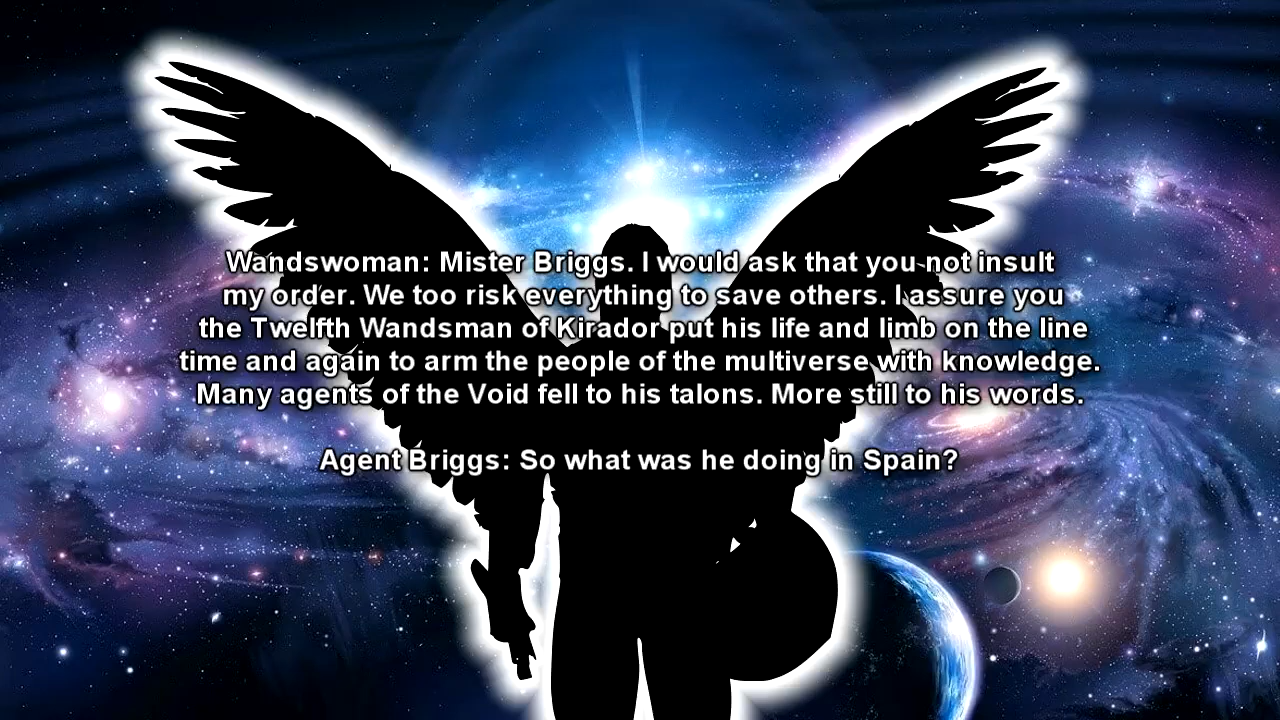 Wandswoman: Mister Briggs. I would ask that you not insult
my order. We too risk everything to save others. I assure you
the Twelfth Wandsman of Kirador put his life and limb on the line
time and again to arm the people of the multiverse with knowledge.
Many agents of the Void fell to his talons. More still to his words.
Agent Briggs: So what was he doing in Spain?